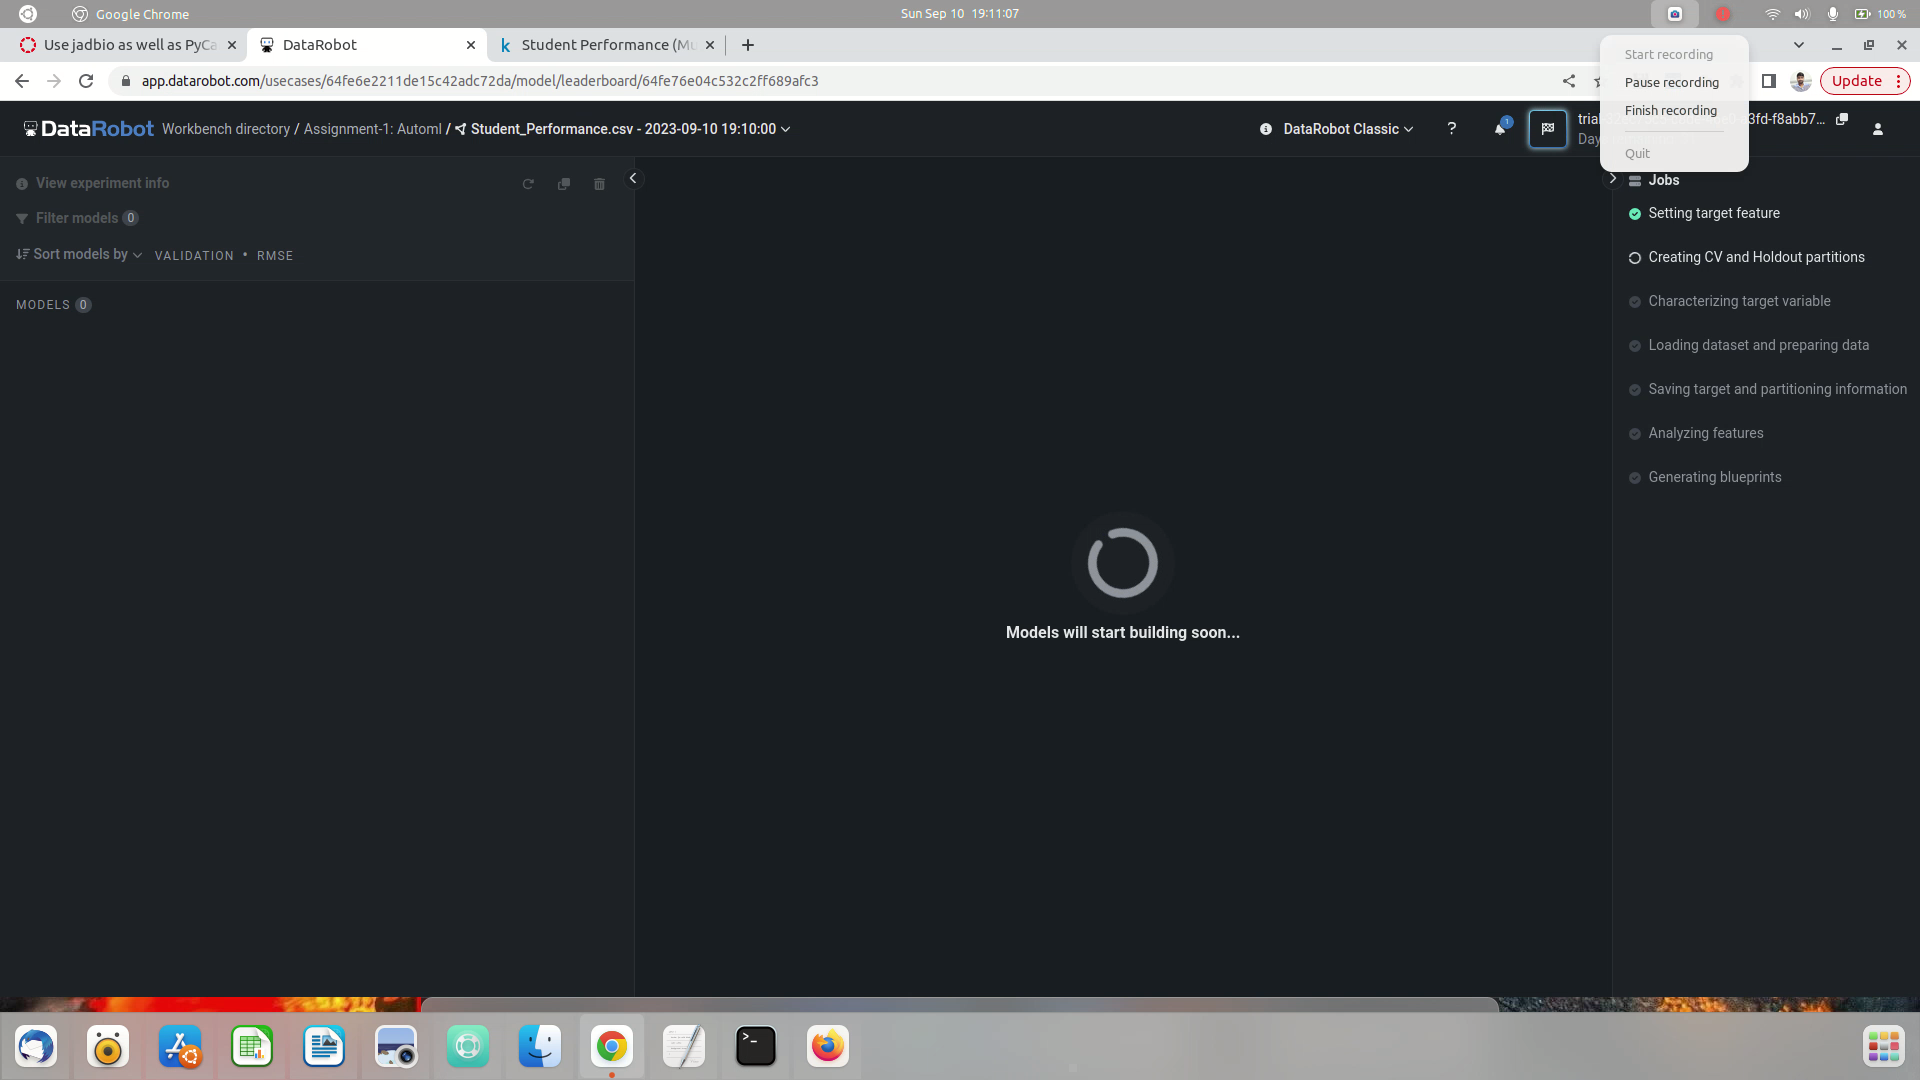 Google Chrome
Sun Sep 10 19:11:07
100 %
Use jadbio as well as PyCa
DataRobot
Student Performance (Mu
app.datarobot.com/usecases/64fe6e2211de15c42adc72da/model/leaderboard/64fe76e04c532c2ff689afc3
Update
Start recording
Pause recording
Finish recording
Quit
DataRobot
Workbench directory / Assignment-1: Automl / Student_Performance.csv - 2023-09-10 19:10:00
DataRobot Classic
?
1
3fd-f8abb7...
View experiment info
Filter models 0
Sort models by
VALIDATION • RMSE
MODELS 0
Models will start building soon...
Jobs
Setting target feature
Creating CV and Holdout partitions
Characterizing target variable
Loading dataset and preparing data
Saving target and partitioning information
Analyzing features
Generating blueprints